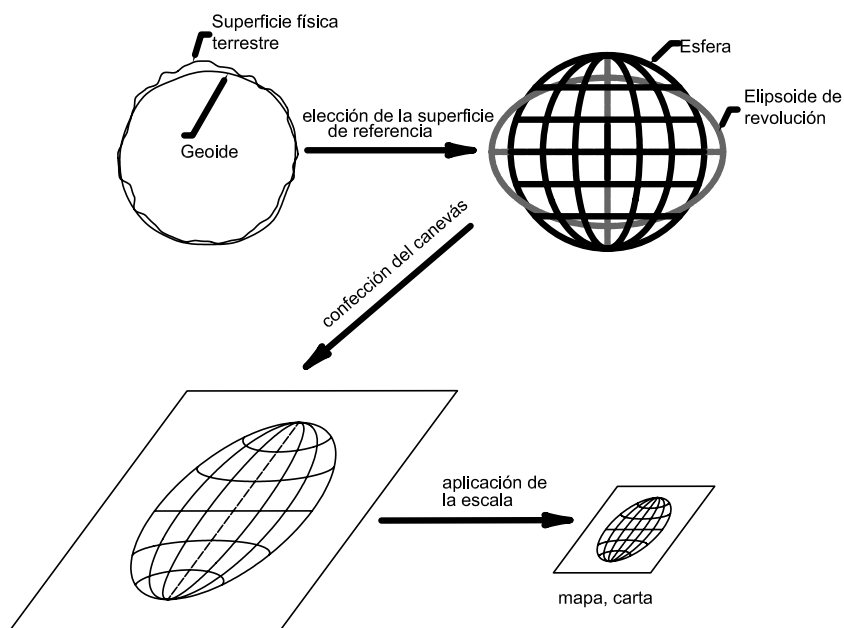 Superficie física
terrestre
Geoide
elección de la superficie
de referencia
Esfera
Elipsoide de
revolución
confección del canevás
aplicación de
la escala
mapa, carta